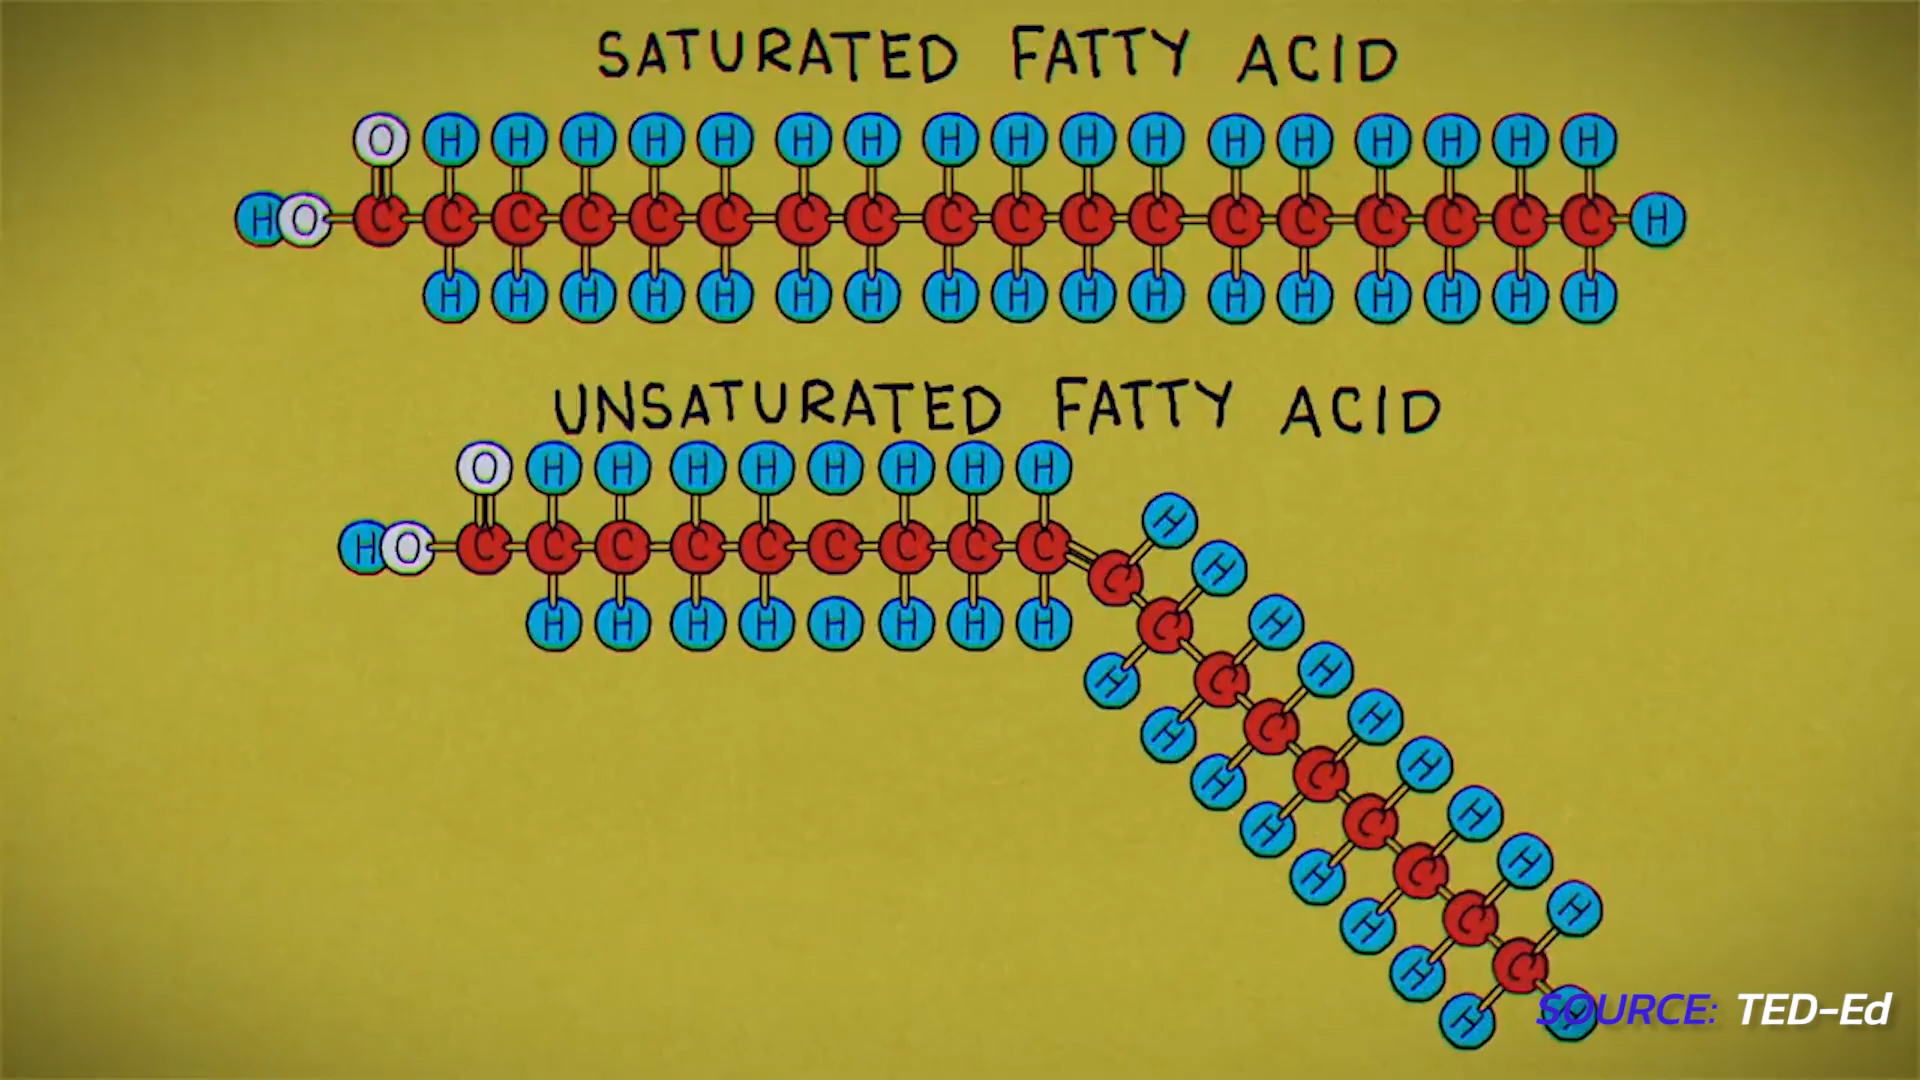 SATURATED FATTY ACID
O H H H H H H H H H H H H H H H H H
H O C C C C C C C C C C C C C C C C C C H
H H H H H H H H H H H H H H H H H
UNSATURATED FATTY ACID
O H H H H H H H H
H O C C C C C C C C C
H H H H H H H H
C H
C H
H
C H
H
C H
H
C H
H
C H
H
C H
H
C H
H
C H
H
H
SOURCE: TED-Ed